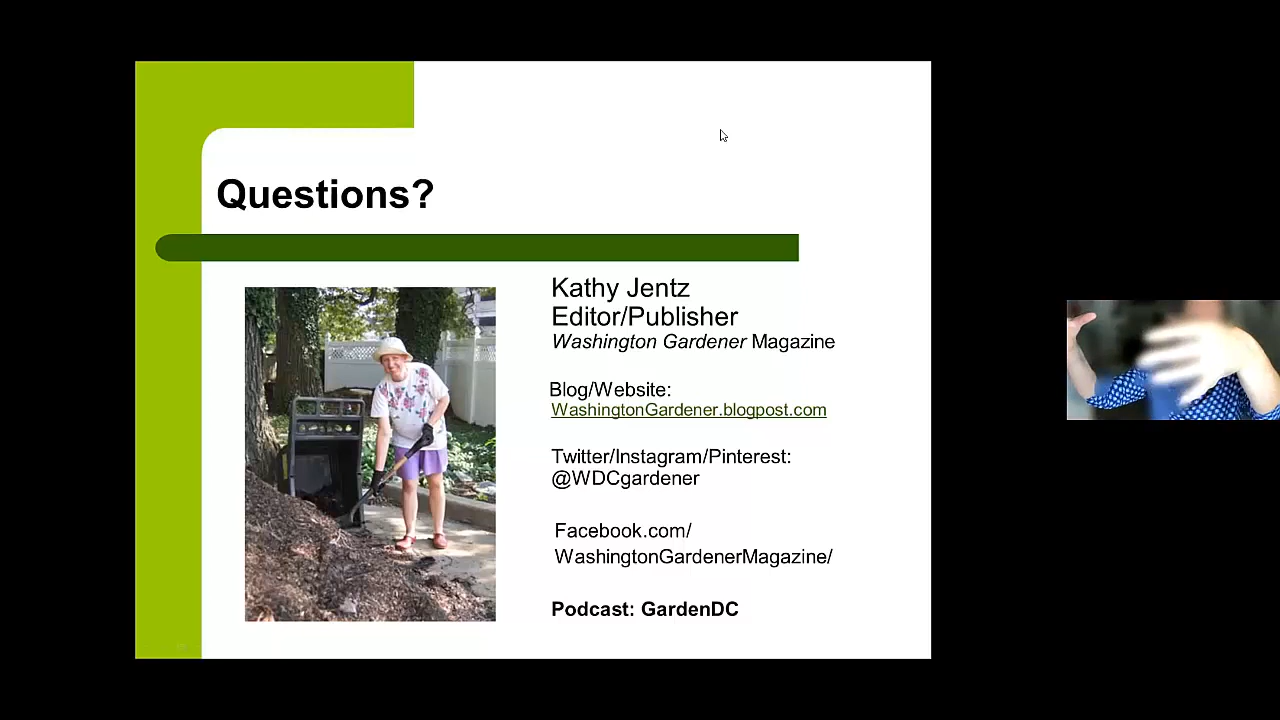 Questions?
Kathy Jentz
Editor/Publisher
Washington Gardener Magazine
Blog/Website:
WashingtonGardener.blogpost.com
Twitter/Instagram/Pinterest:
@WDCgardener
Facebook.com/
WashingtonGardenerMagazine/
Podcast: GardenDC